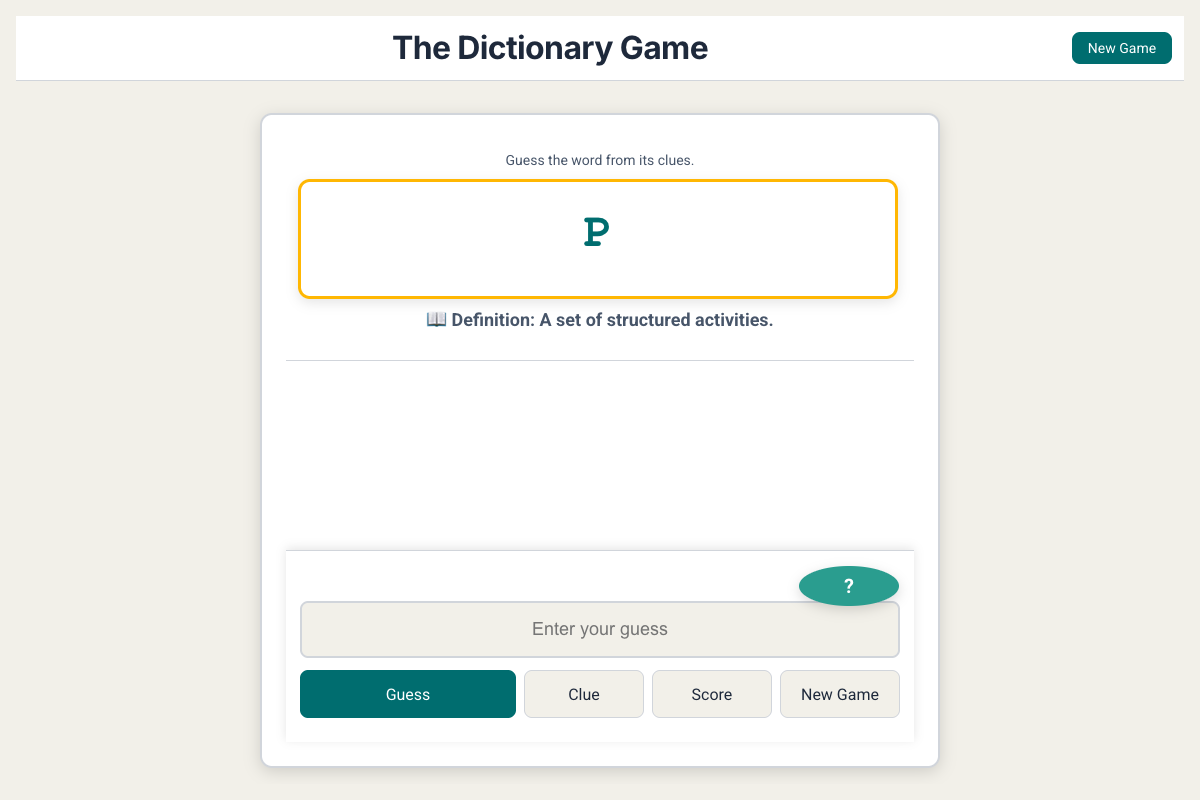 The Dictionary Game
New Game
Guess the word from its clues.
P
📖 Definition: A set of structured activities.
?
Enter your guess
Guess
Clue
Score
New Game